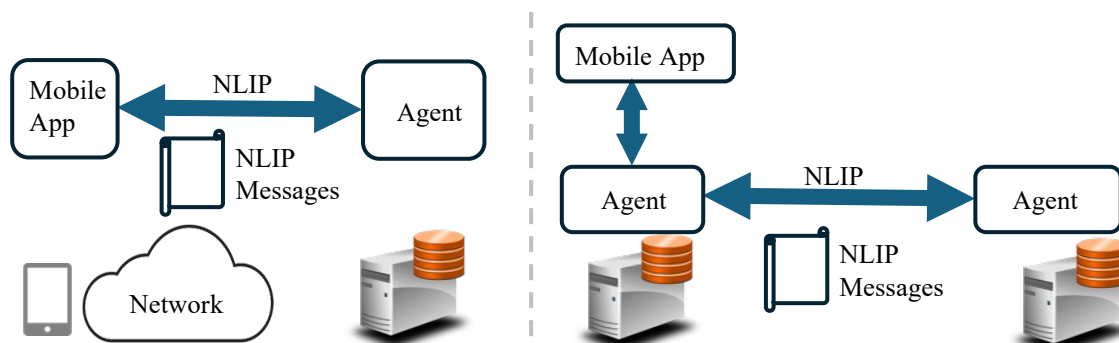 NLIP
Mobile
App
Agent
NLIP
Messages
Network
Mobile App
NLIP
Agent
Agent
NLIP
Messages